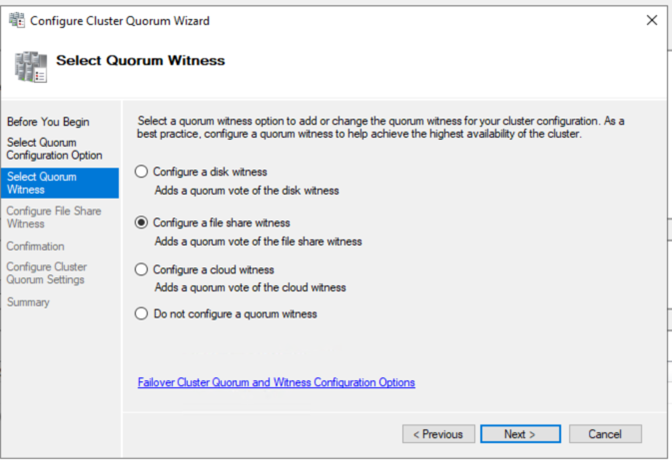 Configure Cluster Quorum Wizard
Select Quorum Witness
Before You Begin
Select Quorum
Configuration Option
Select Quorum
Witness
Configure File Share
Witness
Confirmation
Configure Cluster
Quorum Settings
Summary
Select a quorum witness option to add or change the quorum witness for your cluster configuration. As a
best practice, configure a quorum witness to help achieve the highest availability of the cluster.
Configure a disk witness
Adds a quorum vote of the disk witness
Configure a file share witness
Adds a quorum vote of the file share witness
Configure a cloud witness
Adds a quorum vote of the cloud witness
Do not configure a quorum witness
Failover Cluster Quorum and Witness Configuration Options
< Previous
Next >
Cancel